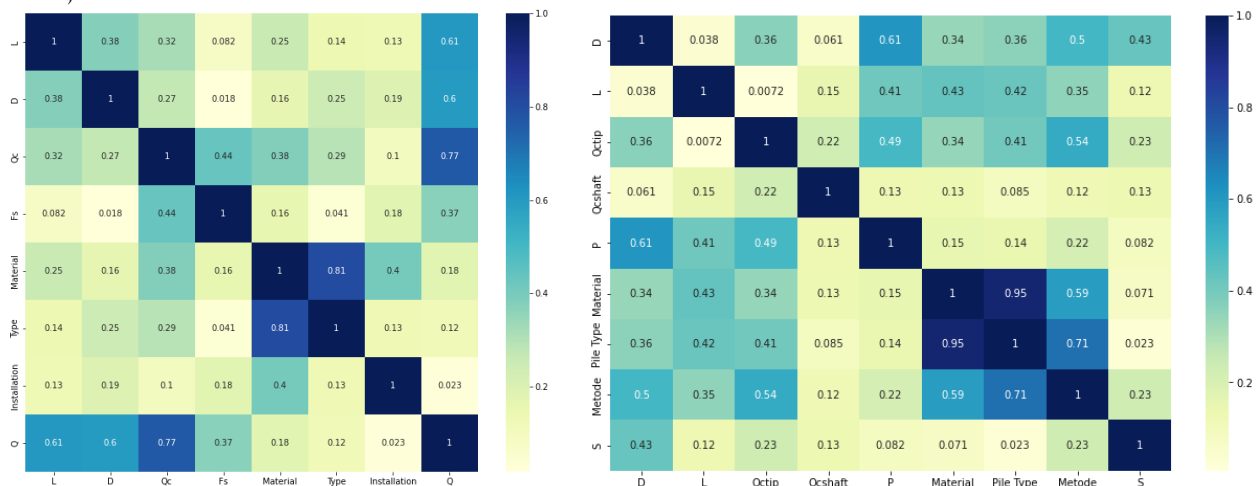 L 1 0.38 0.32 0.082 0.25 0.14 0.13 0.61
D 0.38 1 0.27 0.018 0.16 0.25 0.19 0.6
Qc 0.32 0.27 1 0.44 0.38 0.29 0.1 0.77
Fs 0.082 0.018 0.44 1 0.16 0.041 0.18 0.37
Material 0.25 0.16 0.38 0.16 1 0.81 0.4 0.18
Type 0.14 0.25 0.29 0.041 0.81 1 0.13 0.12
Installation 0.13 0.19 0.1 0.18 0.4 0.13 1 0.023
Q 0.61 0.6 0.77 0.37 0.18 0.12 0.023 1
L D Qc Fs Material Type Installation Q
1.0
0.8
0.6
0.4
0.2
D 1 0.038 0.36 0.061 0.61 0.34 0.36 0.5 0.43
L 0.038 1 0.0072 0.15 0.41 0.43 0.42 0.35 0.12
Qctip 0.36 0.0072 1 0.22 0.49 0.34 0.41 0.54 0.23
Qcshaft 0.061 0.15 0.22 1 0.13 0.13 0.085 0.12 0.13
P 0.61 0.41 0.49 0.13 1 0.15 0.14 0.22 0.082
Material 0.34 0.43 0.34 0.13 0.15 1 0.95 0.59 0.071
Pile Type 0.36 0.42 0.41 0.085 0.14 0.95 1 0.71 0.023
Metode 0.5 0.35 0.54 0.12 0.22 0.59 0.71 1 0.23
S 0.43 0.12 0.23 0.13 0.082 0.071 0.023 0.23 1
D L Qctip Qcshaft P Material Pile Type Metode S
1.0
0.8
0.6
0.4
0.2